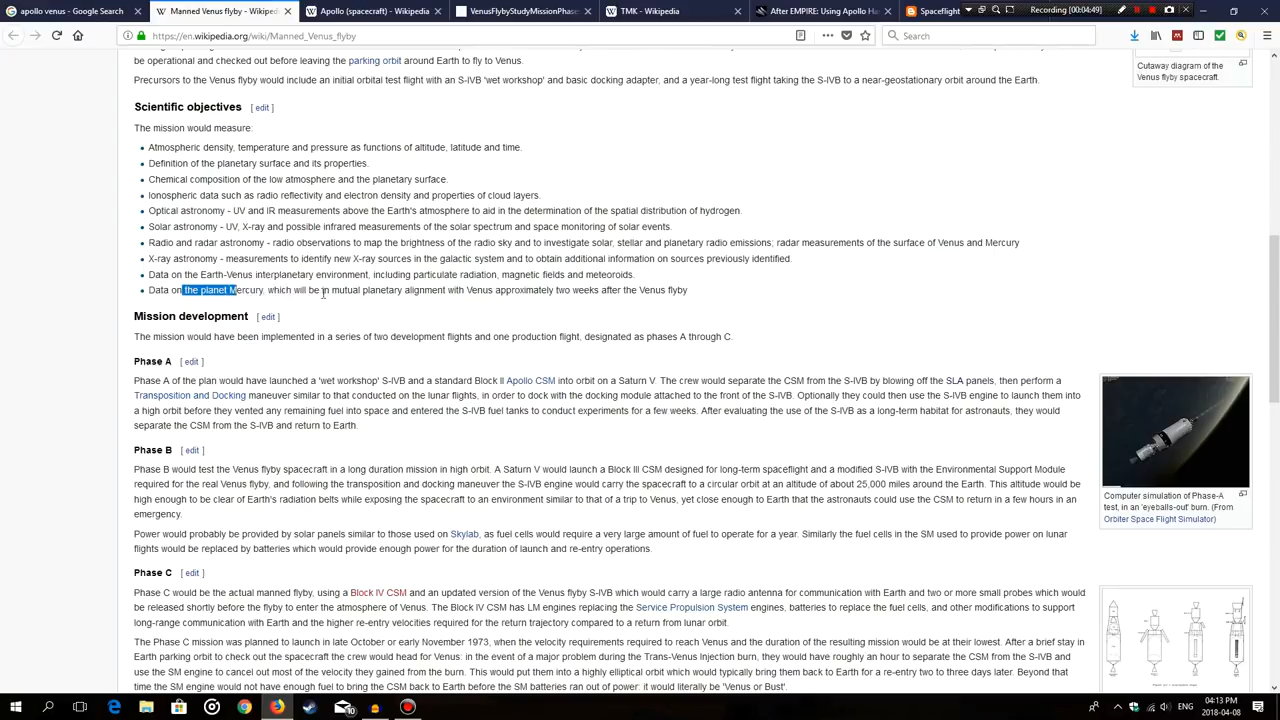 apollo venus - Google Search
Manned Venus flyby - Wikiped
Apollo (spacecraft) - Wikipedia
VenusFlybyStudyMissionPhase
TMK - Wikipedia
After EMPIRE: Using Apollo Ha
Spaceflight
Recording [00:04:49]
https://en.wikipedia.org/wiki/Manned_Venus_flyby
Search
be operational and checked out before leaving the parking orbit around Earth to fly to Venus.
Precursors to the Venus flyby would include an initial orbital test flight with an S-IVB 'wet workshop' and basic docking adapter, and a year-long test flight taking the S-IVB to a near-geostationary orbit around the Earth.
Cutaway diagram of the
Venus flyby spacecraft.
Scientific objectives [ edit ]
The mission would measure:
• Atmospheric density, temperature and pressure as functions of altitude, latitude and time.
• Definition of the planetary surface and its properties.
• Chemical composition of the low atmosphere and the planetary surface.
• Ionospheric data such as radio reflectivity and electron density and properties of cloud layers.
• Optical astronomy - UV and IR measurements above the Earth's atmosphere to aid in the determination of the spatial distribution of hydrogen.
• Solar astronomy - UV, X-ray and possible infrared measurements of the solar spectrum and space monitoring of solar events.
• Radio and radar astronomy - radio observations to map the brightness of the radio sky and to investigate solar, stellar and planetary radio emissions; radar measurements of the surface of Venus and Mercury
• X-ray astronomy - measurements to identify new X-ray sources in the galactic system and to obtain additional information on sources previously identified.
• Data on the Earth-Venus interplanetary environment, including particulate radiation, magnetic fields and meteoroids.
• Data on the planet Mercury. which will be in mutual planetary alignment with Venus approximately two weeks after the Venus flyby
Mission development [ edit ]
The mission would have been implemented in a series of two development flights and one production flight, designated as phases A through C.
Phase A [ edit ]
Phase A of the plan would have launched a 'wet workshop' S-IVB and a standard Block II Apollo CSM into orbit on a Saturn V. The crew would separate the CSM from the S-IVB by blowing off the SLA panels, then perform a
Transposition and Docking maneuver similar to that conducted on the lunar flights, in order to dock with the docking module attached to the front of the S-IVB. Optionally they could then use the S-IVB engine to launch them into
a high orbit before they vented any remaining fuel into space and entered the S-IVB fuel tanks to conduct experiments for a few weeks. After evaluating the use of the S-IVB as a long-term habitat for astronauts, they would
separate the CSM from the S-IVB and return to Earth.
Phase B [ edit ]
Phase B would test the Venus flyby spacecraft in a long duration mission in high orbit. A Saturn V would launch a Block III CSM designed for long-term spaceflight and a modified S-IVB with the Environmental Support Module
required for the real Venus flyby, and following the transposition and docking maneuver the S-IVB engine would carry the spacecraft to a circular orbit at an altitude of about 25,000 miles around the Earth. This altitude would be
high enough to be clear of Earth's radiation belts while exposing the spacecraft to an environment similar to that of a trip to Venus, yet close enough to Earth that the astronauts could use the CSM to return in a few hours in an
emergency.
Computer simulation of Phase-A
test, in an 'eyeballs-out' burn. (From
Orbiter Space Flight Simulator)
Power would probably be provided by solar panels similar to those used on Skylab, as fuel cells would require a very large amount of fuel to operate for a year. Similarly the fuel cells in the SM used to provide power on lunar
flights would be replaced by batteries which would provide enough power for the duration of launch and re-entry operations.
Phase C [ edit ]
Phase C would be the actual manned flyby, using a Block IV CSM and an updated version of the Venus flyby S-IVB which would carry a large radio antenna for communication with Earth and two or more small probes which would
be released shortly before the flyby to enter the atmosphere of Venus. The Block IV CSM has LM engines replacing the Service Propulsion System engines, batteries to replace the fuel cells, and other modifications to support
long-range communication with Earth and the higher re-entry velocities required for the return trajectory compared to a return from lunar orbit.
The Phase C mission was planned to launch in late October or early November 1973, when the velocity requirements required to reach Venus and the duration of the resulting mission would be at their lowest. After a brief stay in
Earth parking orbit to check out the spacecraft the crew would head for Venus: in the event of a major problem during the Trans-Venus Injection burn, they would have roughly an hour to separate the CSM from the S-IVB and
use the SM engine to cancel out most of the velocity they gained from the burn. This would put them into a highly elliptical orbit which would typically bring them back to Earth for a re-entry two to three days later. Beyond that
time the SM engine would not have enough fuel to bring the CSM back to Earth before the SM batteries ran out of power: it would literally be 'Venus or Bust'.
ENG
04:13 PM
2018-04-08